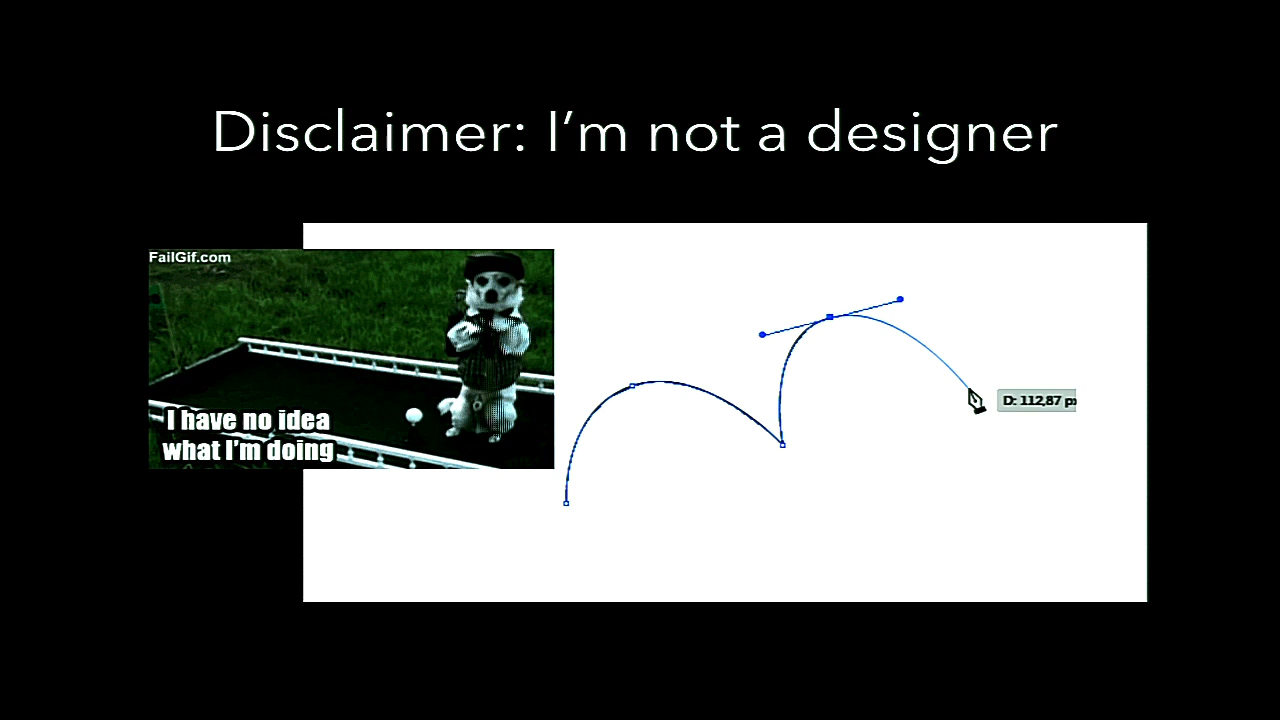 Disclaimer: I’m not a designer
FailGif.com
I have no idea
what I’m doing
D: 112,87 px